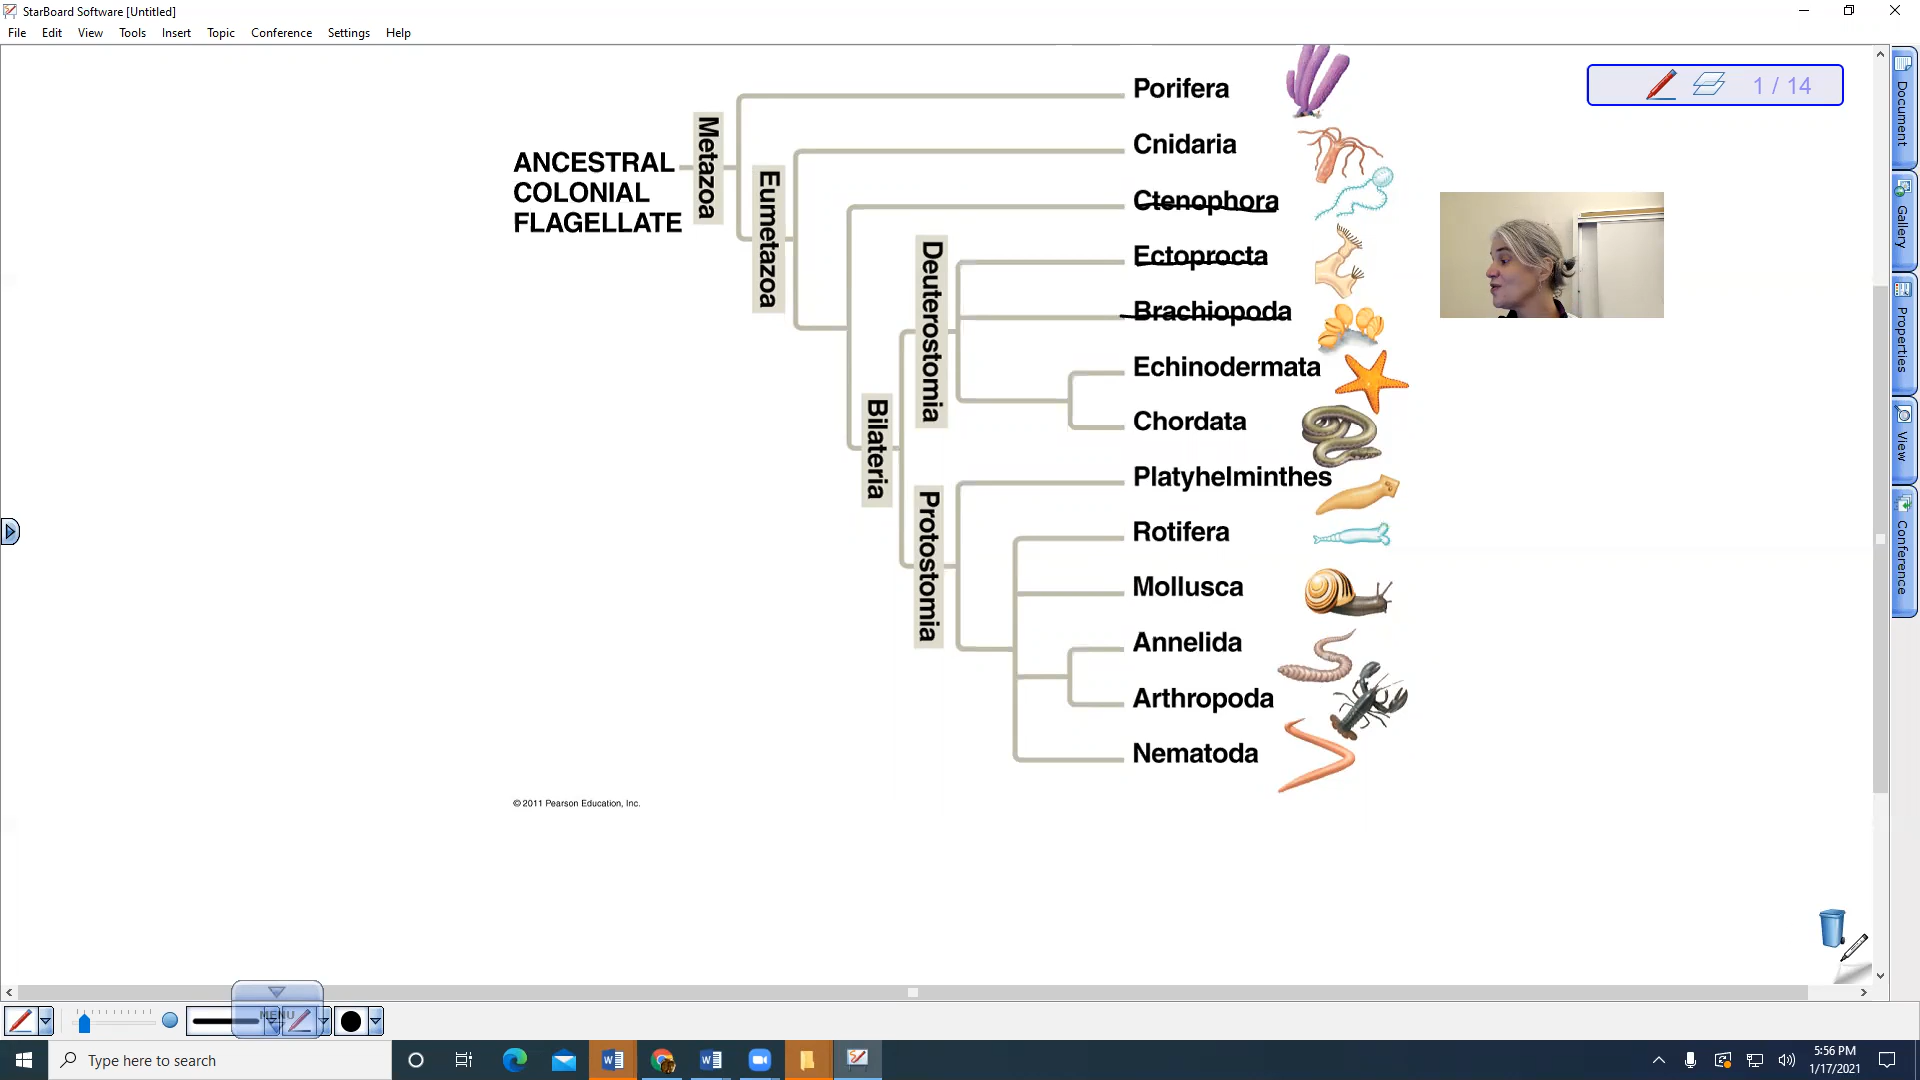 StarBoard Software [Untitled]
File Edit View Tools Insert Topic Conference Settings Help
1 / 14
Document
Gallery
Properties
View
Conference
ANCESTRAL
COLONIAL
FLAGELLATE
Metazoa
Eumetazoa
Bilateria
Deuterostomia
Protostomia
Porifera
Cnidaria
Ctenophora
Ectoprocta
Brachiopoda
Echinodermata
Chordata
Platyhelminthes
Rotifera
Mollusca
Annelida
Arthropoda
Nematoda
© 2011 Pearson Education, Inc.
MENU
Type here to search
5:56 PM
1/17/2021